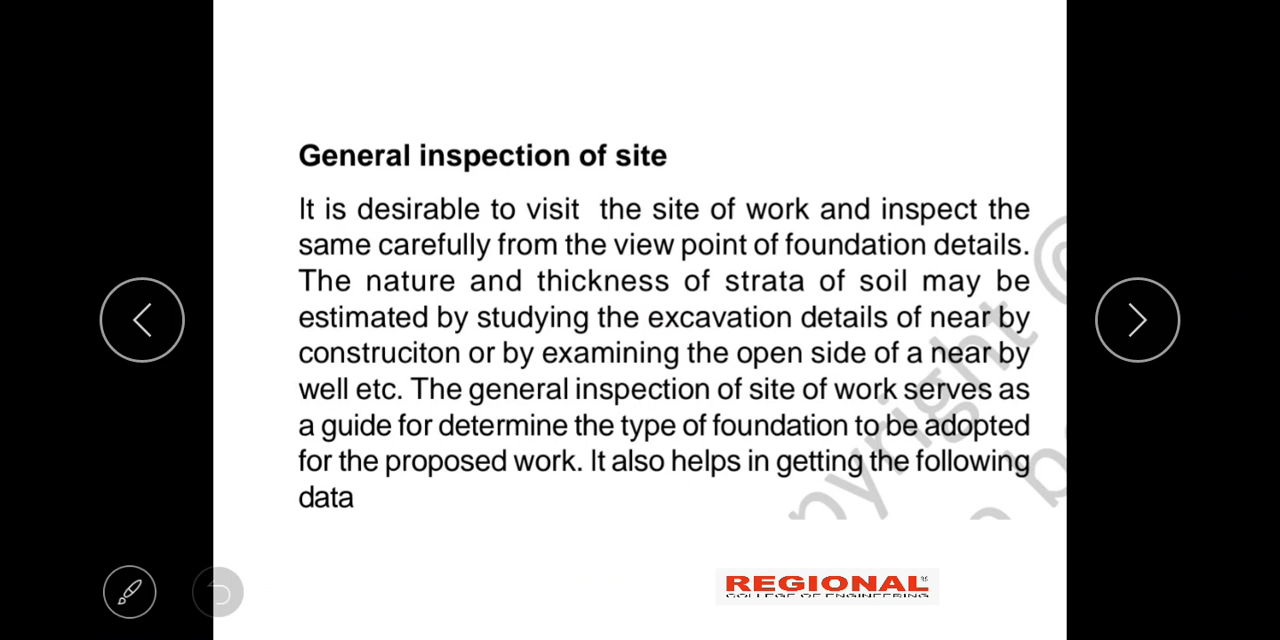 General inspection of site
It is desirable to visit the site of work and inspect the
same carefully from the view point of foundation details.
The nature and thickness of strata of soil may be
estimated by studying the excavation details of near by
construciton or by examining the open side of a near by
well etc. The general inspection of site of work serves as
a guide for determine the type of foundation to be adopted
for the proposed work. It also helps in getting the following
data
REGIONAL
COLLEGE OF ENGINEERING